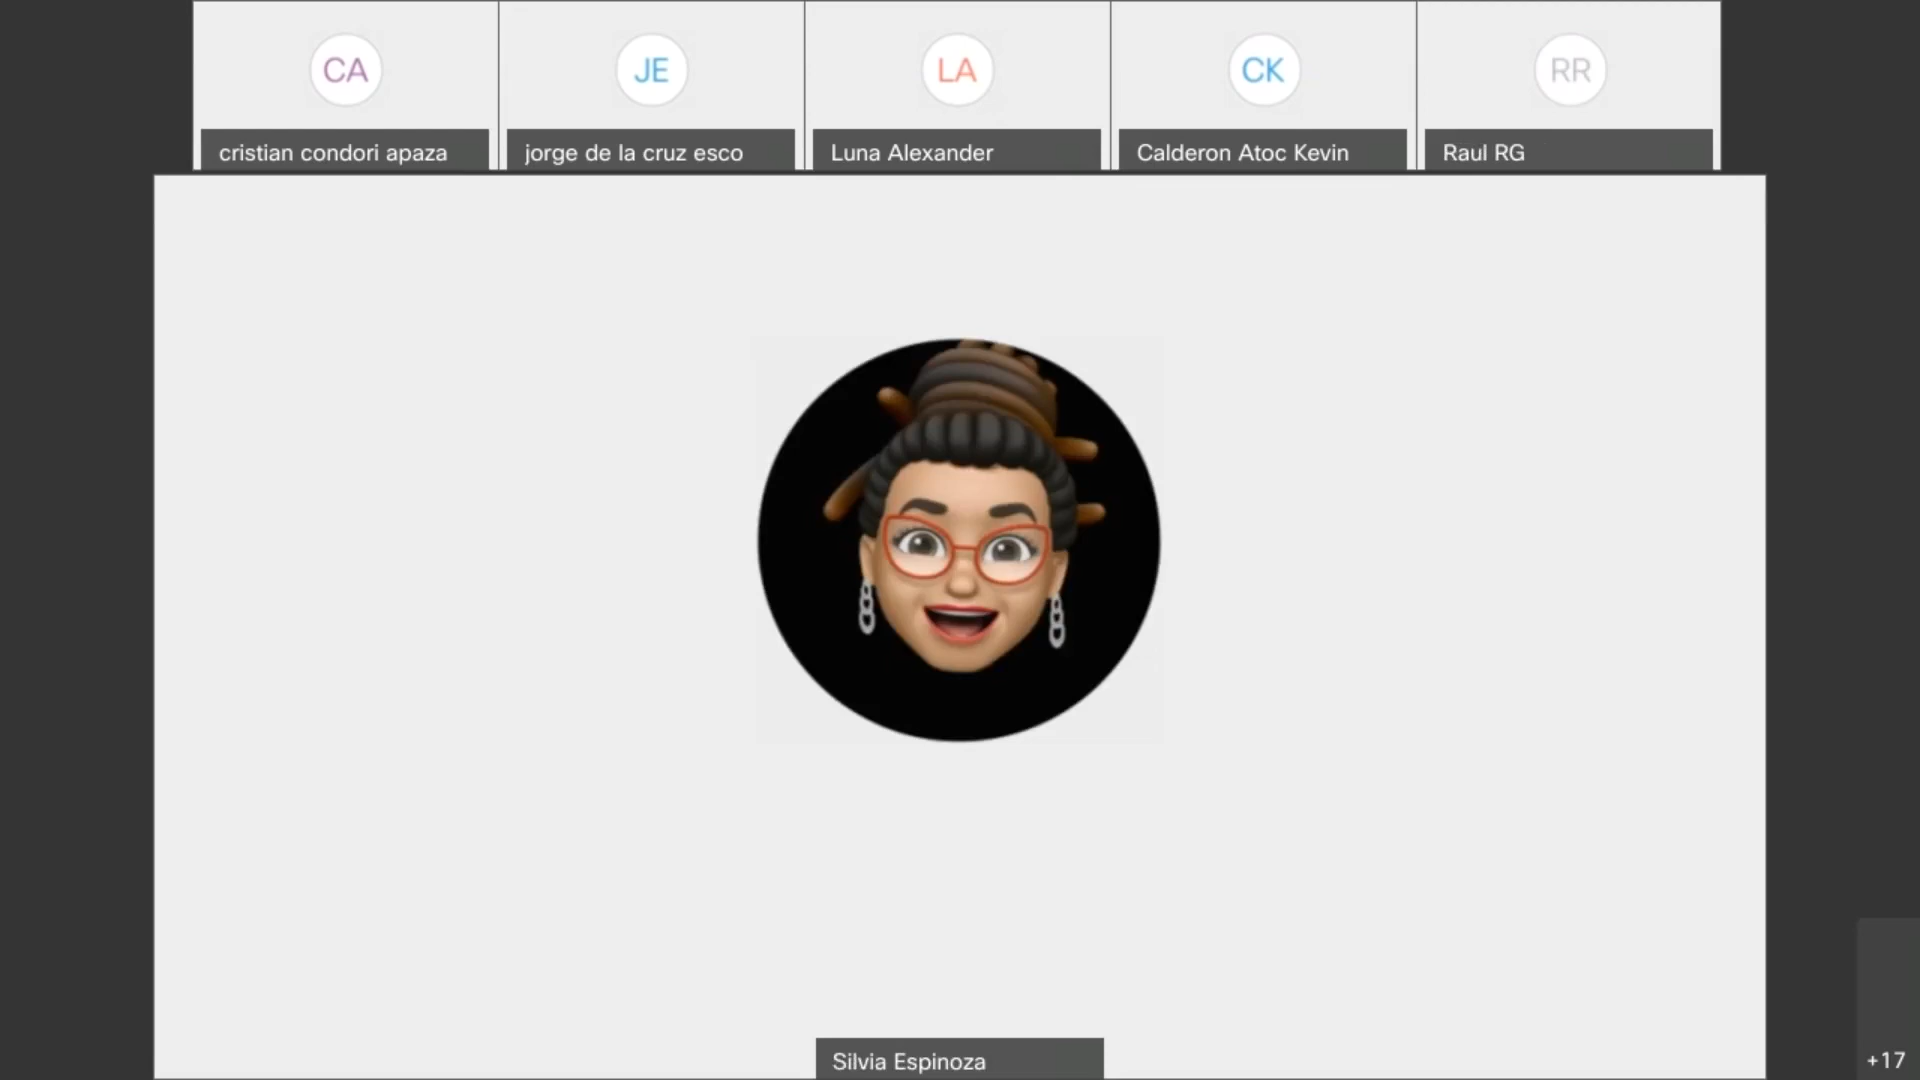 CA
JE
LA
CK
RR
cristian condori apaza
jorge de la cruz esco
Luna Alexander
Calderon Atoc Kevin
Raul RG
Silvia Espinoza
+17